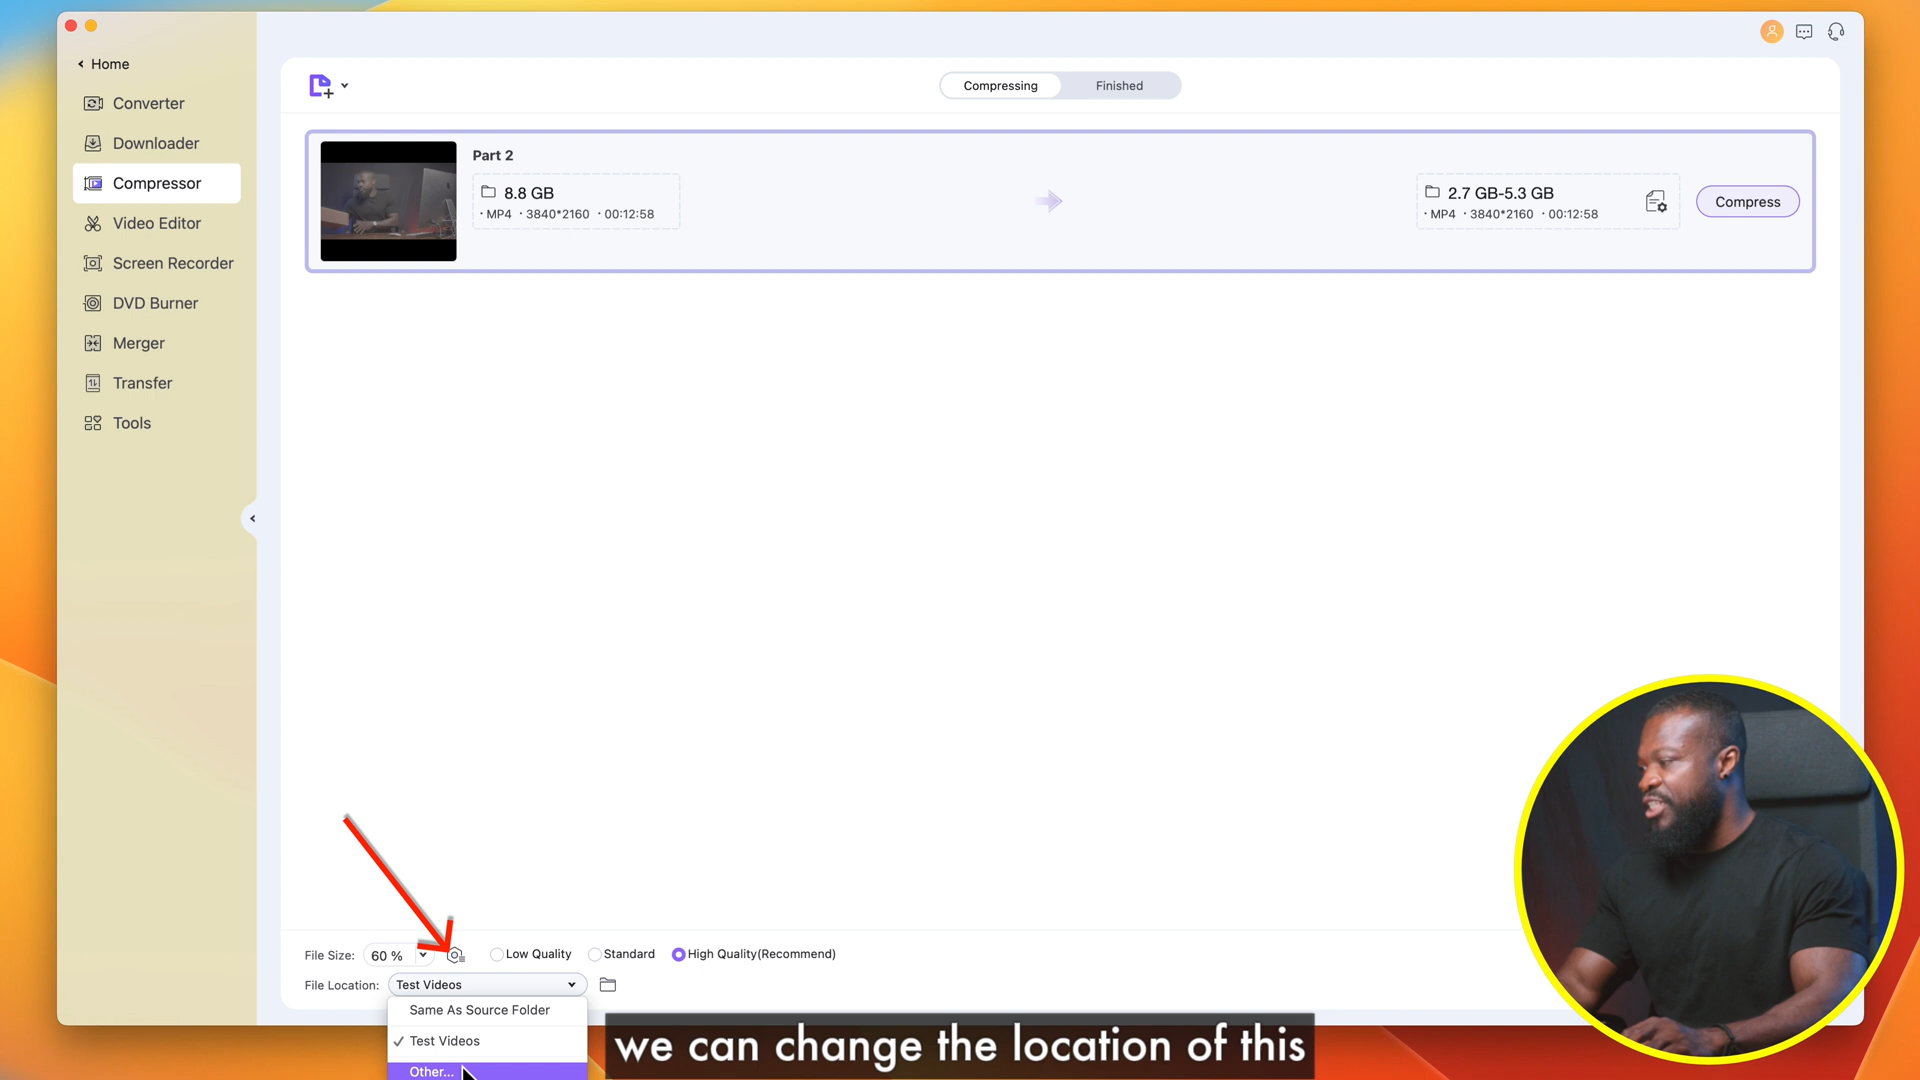 Home
Converter
Downloader
Compressor
Video Editor
Screen Recorder
DVD Burner
Merger
Transfer
Tools
Compressing
Finished
Part 2
8.8 GB
· MP4 · 3840*2160 · 00:12:58
2.7 GB-5.3 GB
· MP4 · 3840*2160 · 00:12:58
Compress
File Size: 60 % Low Quality Standard High Quality(Recommend)
File Location: Test Videos
Same As Source Folder
✓ Test Videos
Other...
we can change the location of this